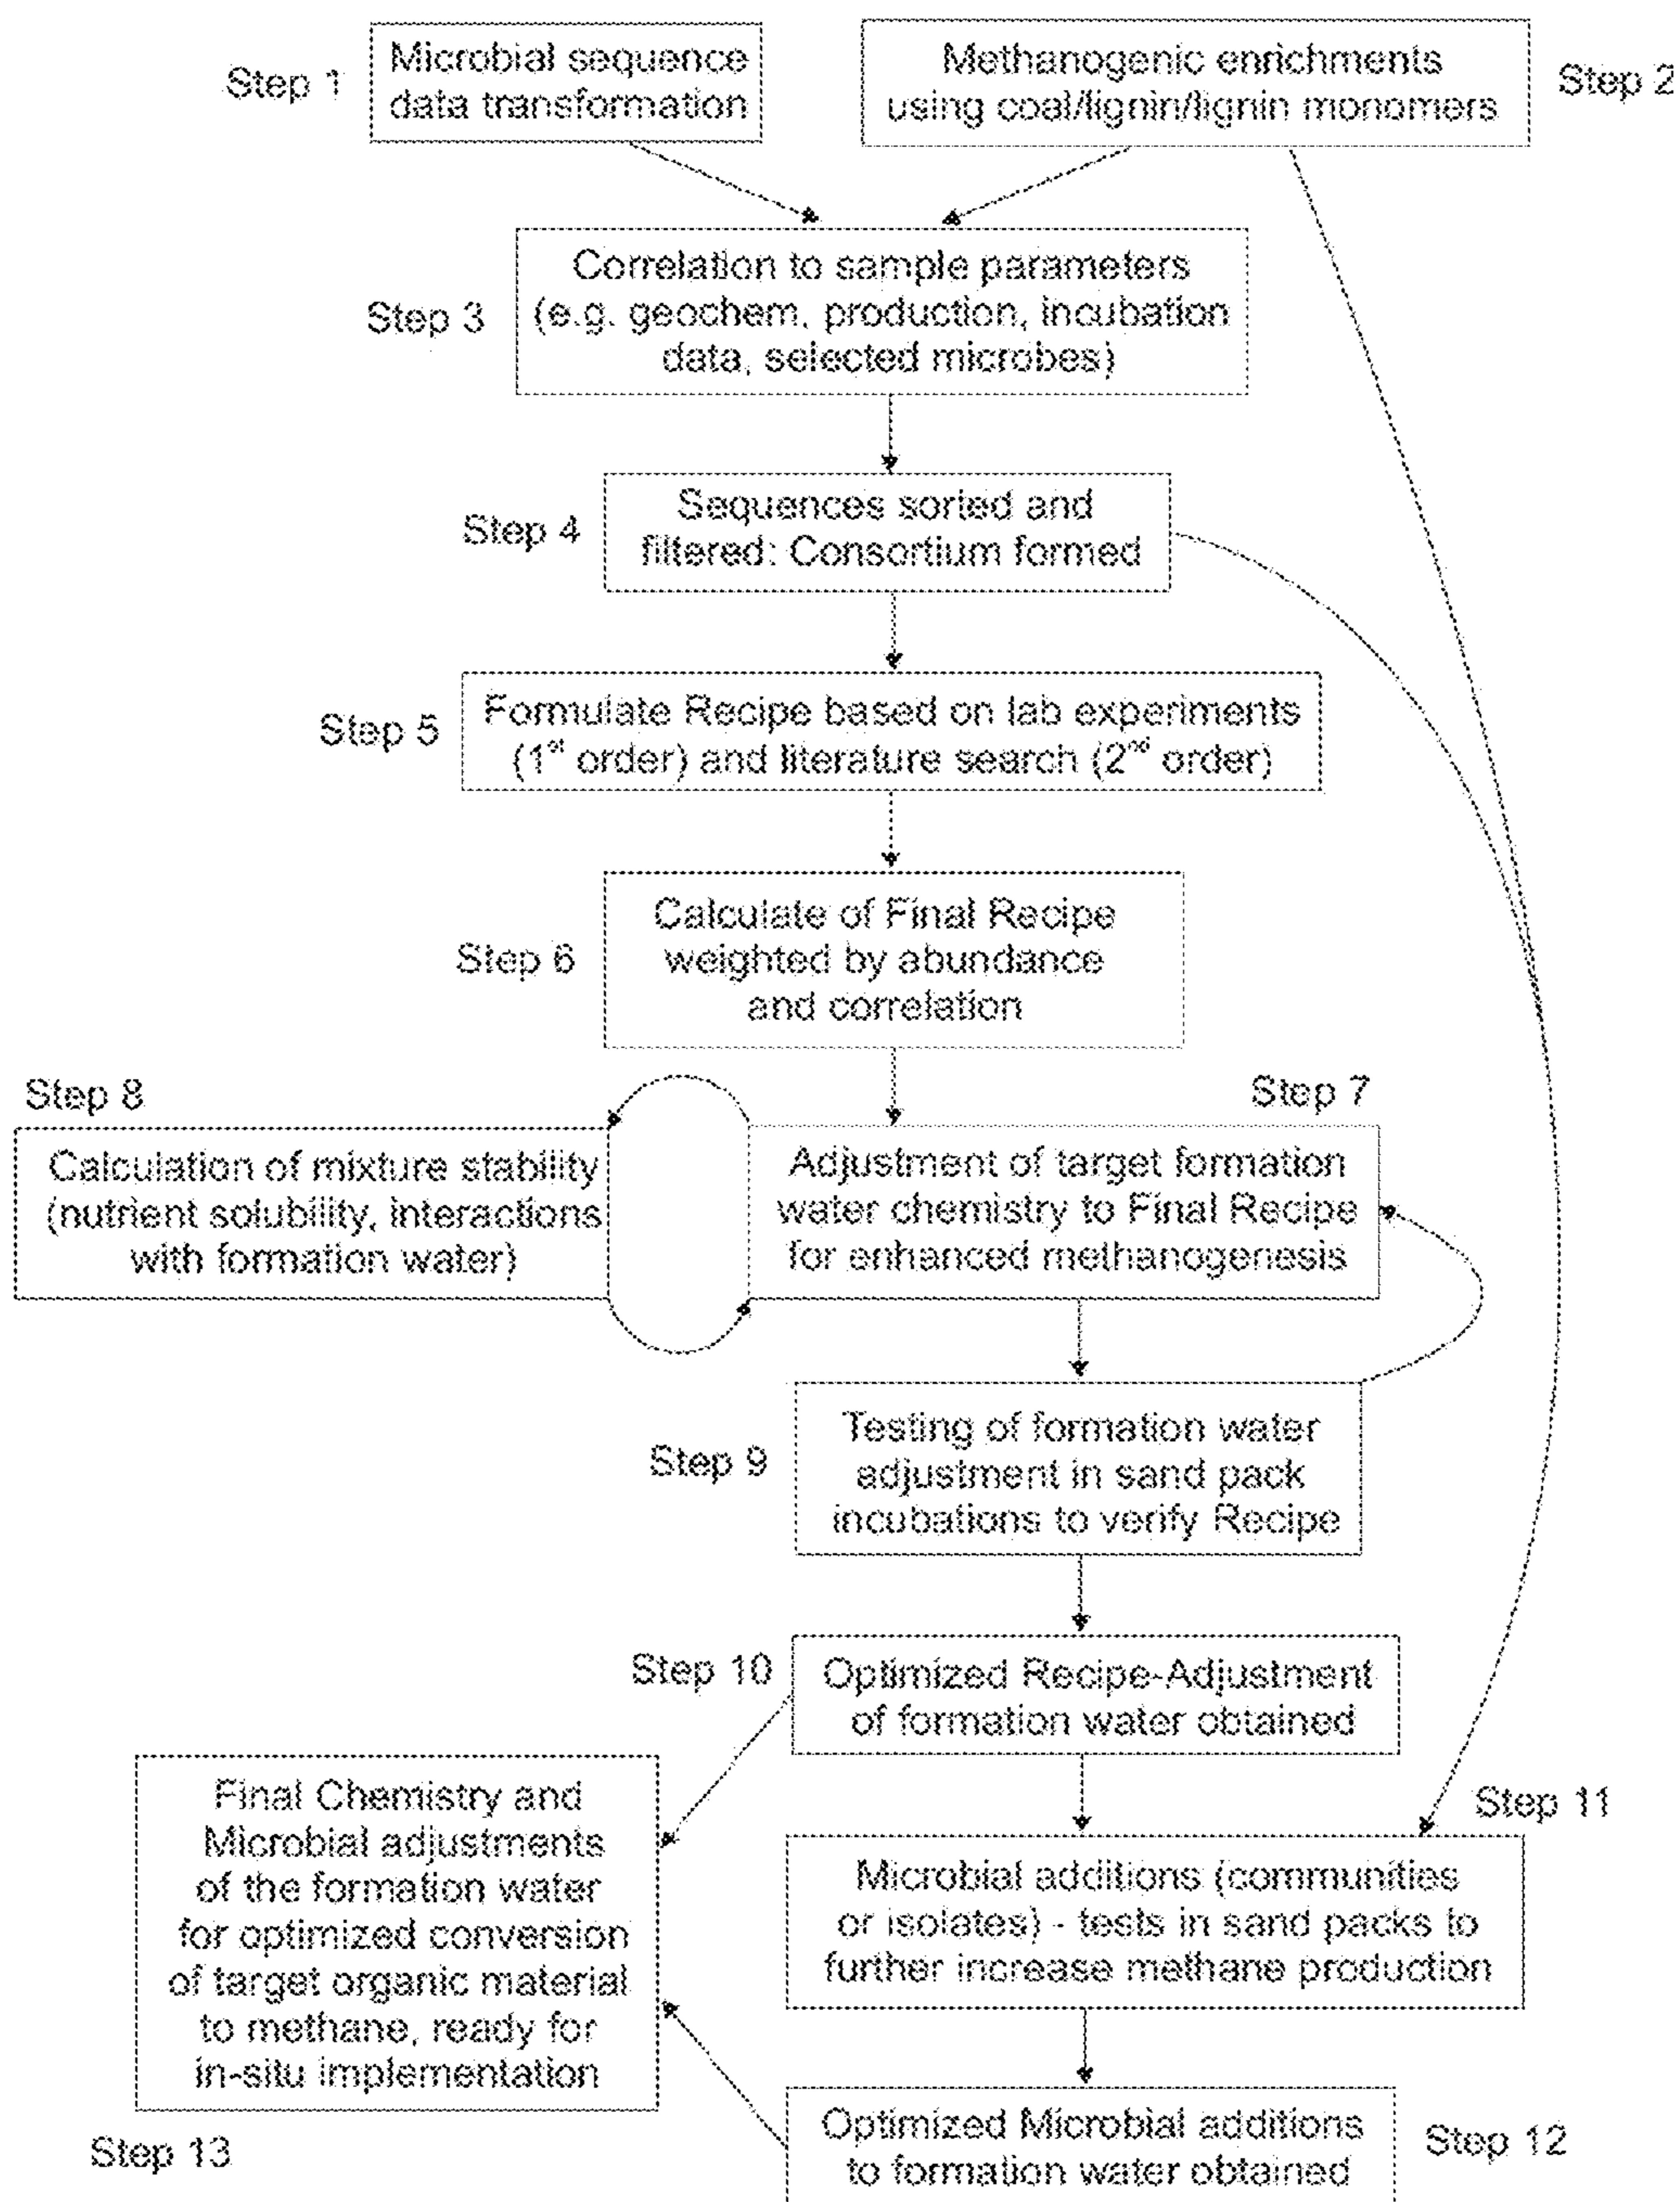 Step 1
Microbial sequence
data transformation
Methanogenic enrichments
using coal/lignin/lignin monomers
Step 2
Step 3
Correlation to sample parameters
(e.g. geochem, production, incubation
data, selected microbes)
Step 4
Sequences sorted and
filtered: Consortium formed
Step 5
Formulate Recipe based on lab experiments
(1st order) and literature search (2nd order)
Step 6
Calculate of Final Recipe
weighted by abundance
and correlation
Step 8
Calculation of mixture stability
(nutrient solubility, interactions
with formation water)
Step 7
Adjustment of target formation
water chemistry to Final Recipe
for enhanced methanogenesis
Step 9
Testing of formation water
adjustment in sand pack
incubations to verify Recipe
Step 10
Optimized Recipe-Adjustment
of formation water obtained
Step 11
Microbial additions (communities
or isolates) - tests in sand packs to
further increase methane production
Final Chemistry and
Microbial adjustments
of the formation water
for optimized conversion
of target organic material
to methane, ready for
in-situ implementation
Step 13
Optimized Microbial additions
to formation water obtained
Step 12